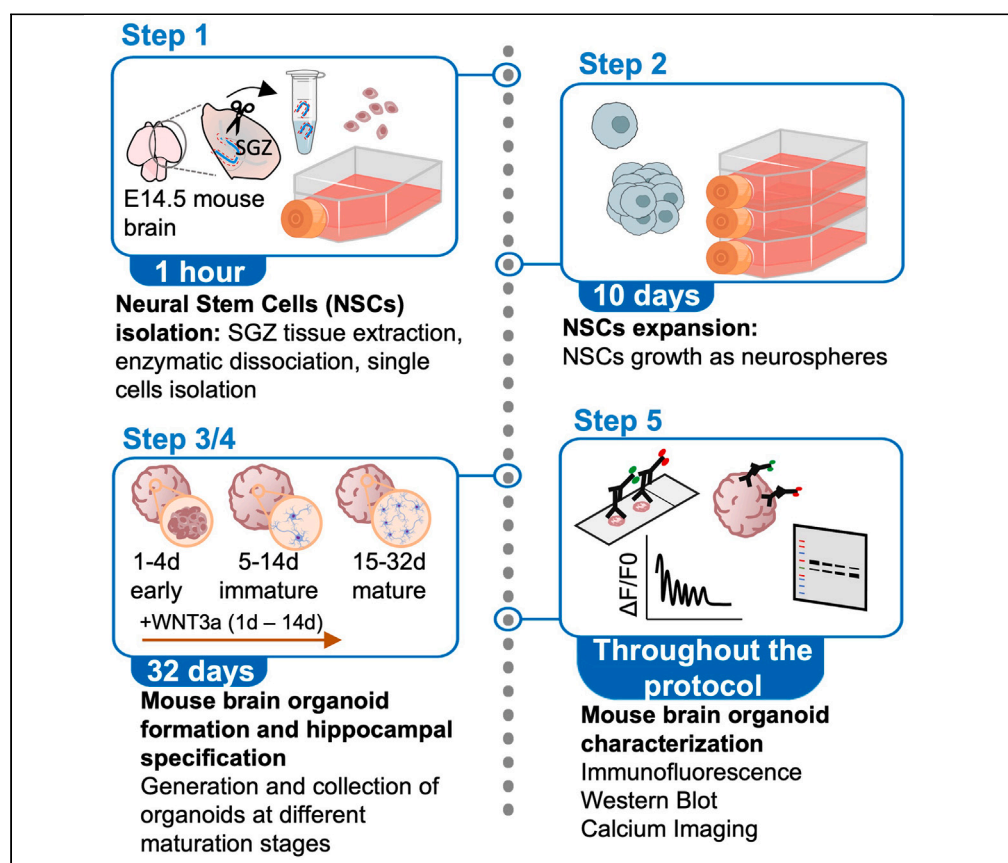 Step 1
SGZ
E14.5 mouse
brain
1 hour
Neural Stem Cells (NSCs)
isolation: SGZ tissue extraction,
enzymatic dissociation, single
cells isolation
Step 2
10 days
NSCs expansion:
NSCs growth as neurospheres
Step 3/4
1-4d
early
5-14d
immature
15-32d
mature
+WNT3a (1d – 14d)
32 days
Mouse brain organoid
formation and hippocampal
specification
Generation and collection of
organoids at different
maturation stages
Step 5
ΔF/F0
Throughout the
protocol
Mouse brain organoid
characterization
Immunofluorescence
Western Blot
Calcium Imaging